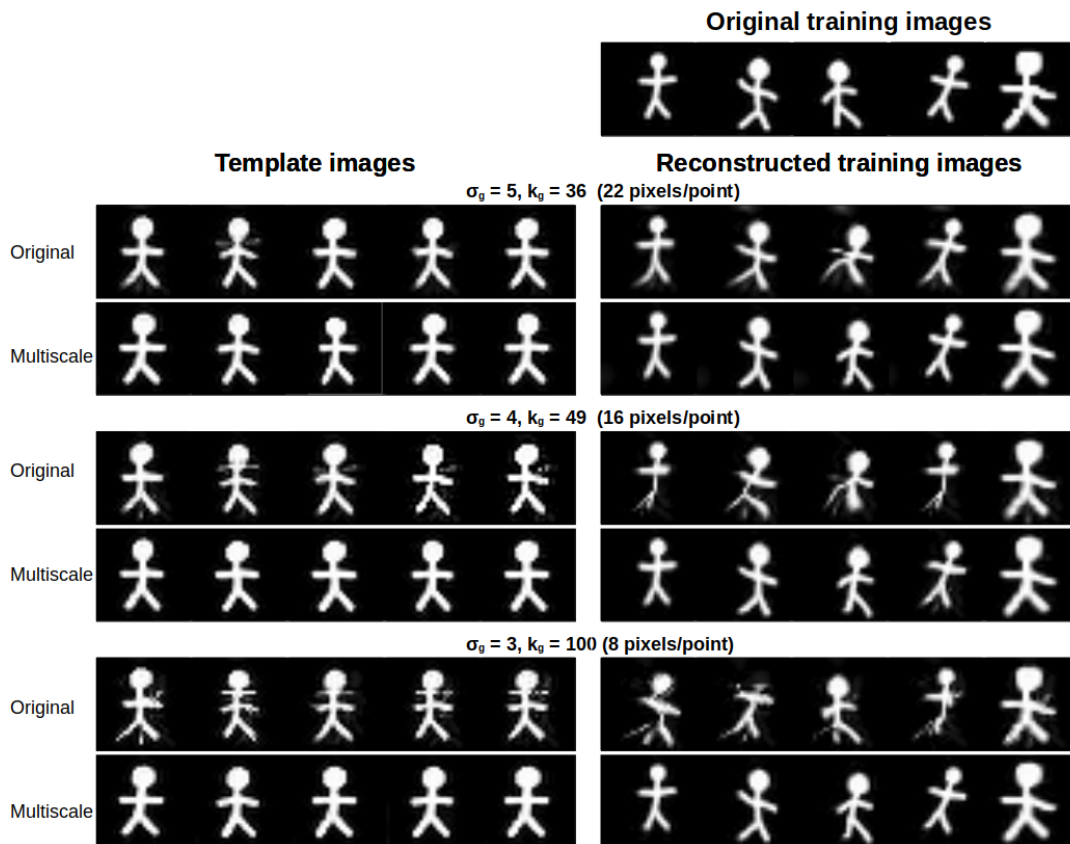 Original training images
Template images
Reconstructed training images
σg = 5, kg = 36 (22 pixels/point)
Original
Multiscale
σg = 4, kg = 49 (16 pixels/point)
Original
Multiscale
σg = 3, kg = 100 (8 pixels/point)
Original
Multiscale